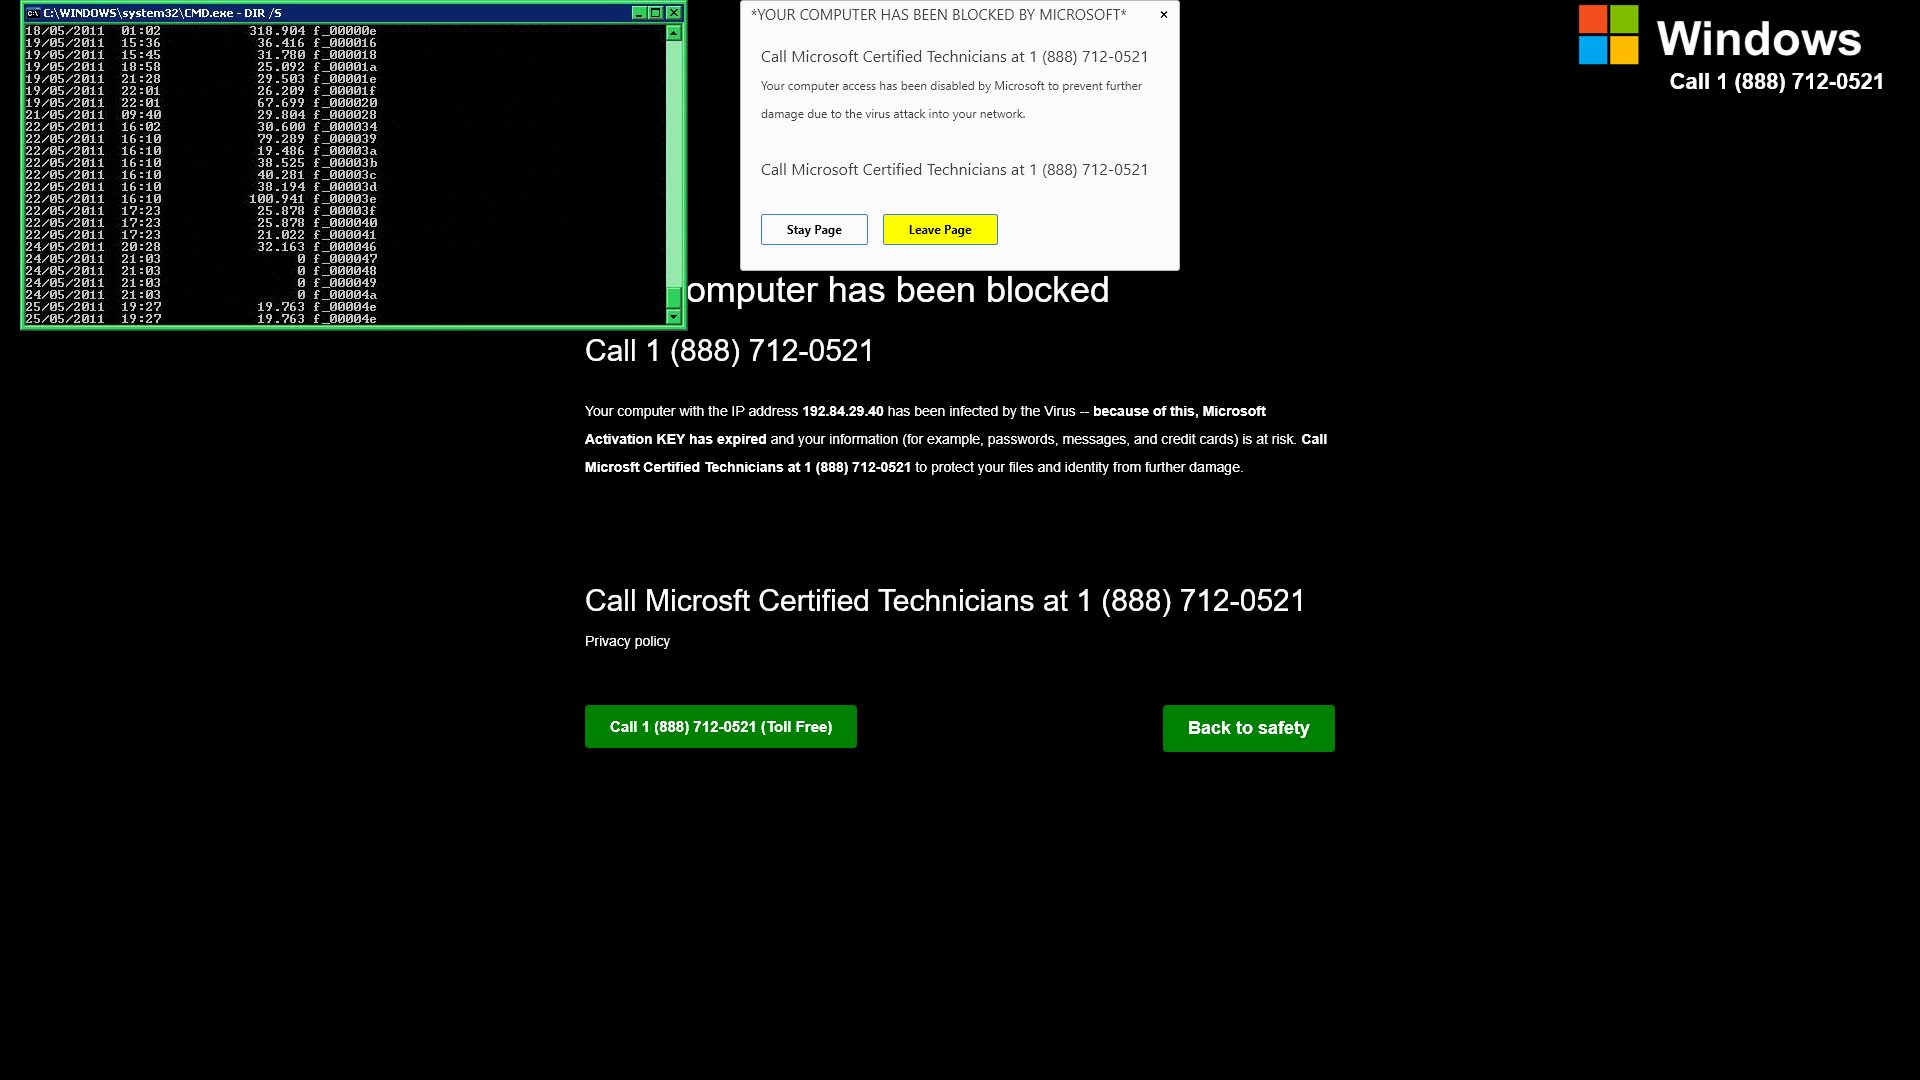 C:\WINDOWS\system32\CMD.exe - DIR /S
18/05/2011 01:02 318.904 f_00000e
19/05/2011 15:36 36.416 f_000016
19/05/2011 15:45 31.780 f_000018
19/05/2011 18:58 25.092 f_00001a
19/05/2011 21:28 29.503 f_00001e
19/05/2011 22:01 26.209 f_00001f
19/05/2011 22:01 67.699 f_000020
21/05/2011 09:40 29.804 f_000028
22/05/2011 16:02 30.600 f_000034
22/05/2011 16:10 79.289 f_000039
22/05/2011 16:10 19.486 f_00003a
22/05/2011 16:10 38.525 f_00003b
22/05/2011 16:10 40.281 f_00003c
22/05/2011 16:10 38.194 f_00003d
22/05/2011 16:10 100.941 f_00003e
22/05/2011 17:23 25.878 f_00003f
22/05/2011 17:23 25.878 f_000040
22/05/2011 17:23 21.022 f_000041
24/05/2011 20:28 32.163 f_000046
24/05/2011 21:03 0 f_000047
24/05/2011 21:03 0 f_000048
24/05/2011 21:03 0 f_000049
24/05/2011 21:03 0 f_00004a
25/05/2011 19:27 19.763 f_00004e
25/05/2011 19:27 19.763 f_00004e
*YOUR COMPUTER HAS BEEN BLOCKED BY MICROSOFT*
Call Microsoft Certified Technicians at 1 (888) 712-0521
Your computer access has been disabled by Microsoft to prevent further
damage due to the virus attack into your network.
Call Microsoft Certified Technicians at 1 (888) 712-0521
Stay Page
Leave Page
Windows
Call 1 (888) 712-0521
omputer has been blocked
Call 1 (888) 712-0521
Your computer with the IP address 192.84.29.40 has been infected by the Virus -- because of this, Microsoft
Activation KEY has expired and your information (for example, passwords, messages, and credit cards) is at risk. Call
Microsft Certified Technicians at 1 (888) 712-0521 to protect your files and identity from further damage.
Call Microsft Certified Technicians at 1 (888) 712-0521
Privacy policy
Call 1 (888) 712-0521 (Toll Free)
Back to safety